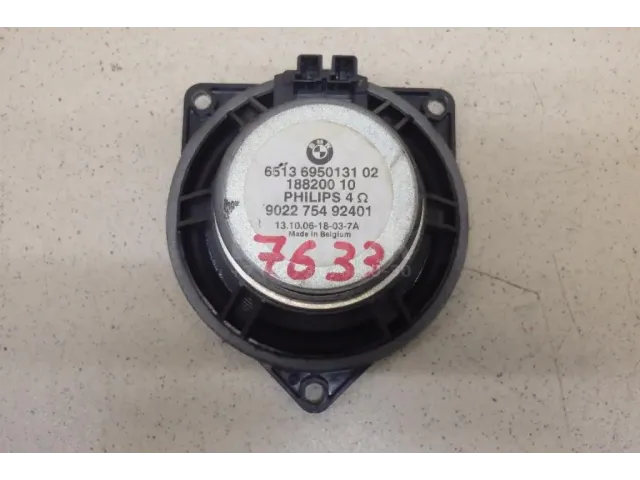 BMW
6513 6950131 02
188200 10
PHILIPS 4 Ω
9022 754 92401
13.10.06-18-03-7A
Made in Belgium
7633